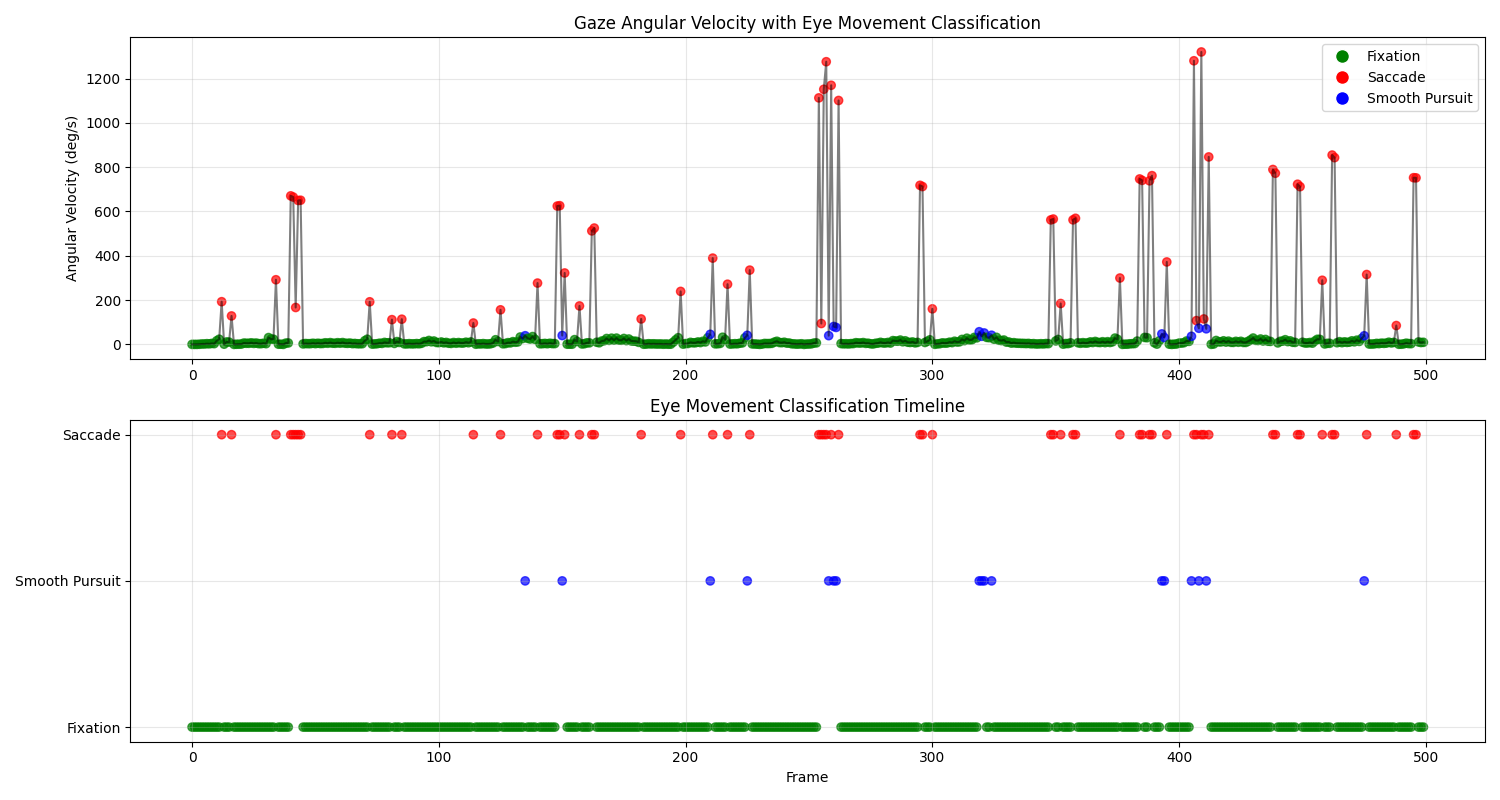 Gaze Angular Velocity with Eye Movement Classification
Angular Velocity (deg/s)
1200
1000
800
600
400
200
0
Fixation
Saccade
Smooth Pursuit
0 100 200 300 400 500
Eye Movement Classification Timeline
Saccade
Smooth Pursuit
Fixation
0 100 200 300 400 500
Frame